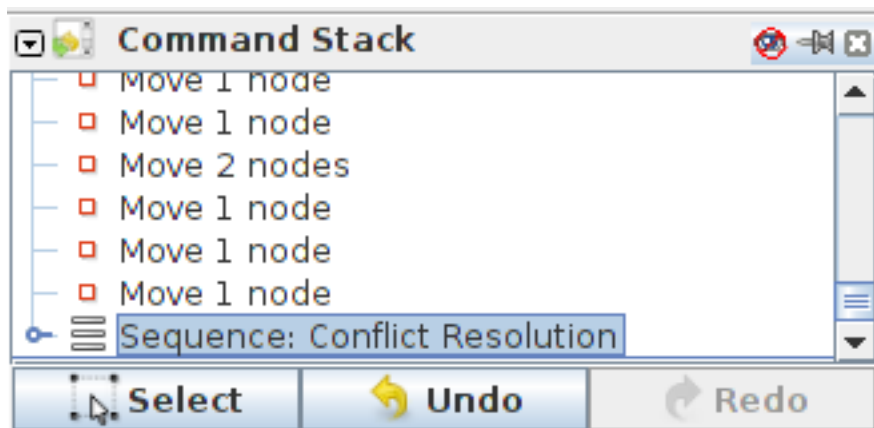 Command Stack
Move 1 node
Move 1 node
Move 2 nodes
Move 1 node
Move 1 node
Move 1 node
Sequence: Conflict Resolution
Select Undo Redo